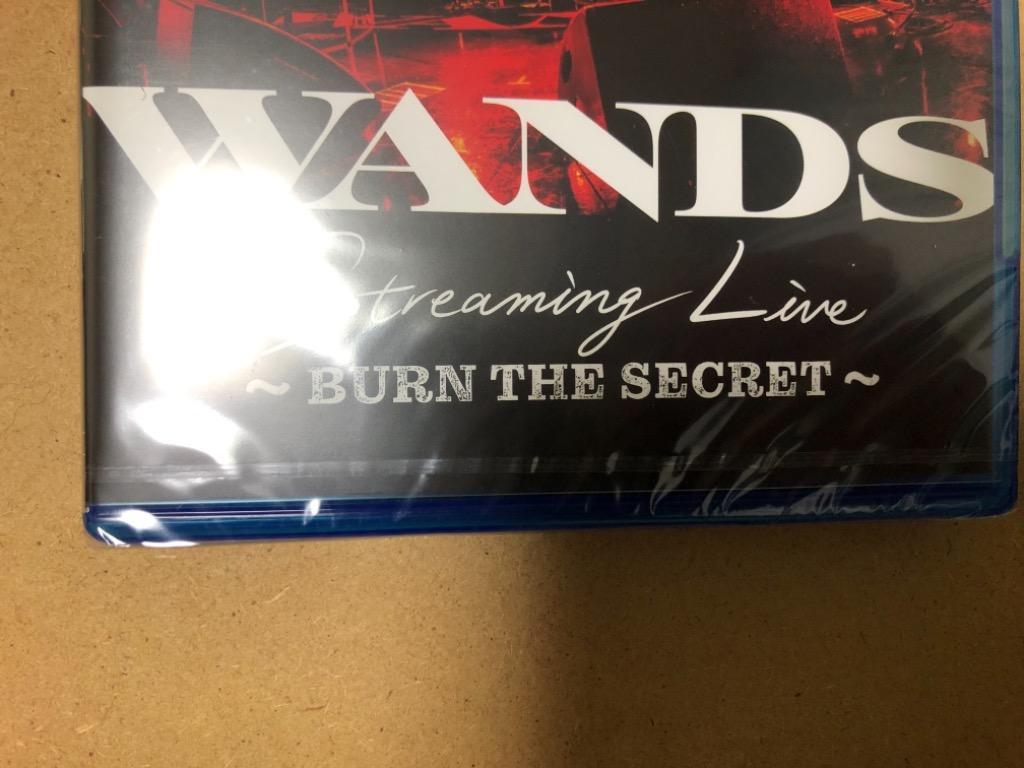 WANDS
Streaming Live
~ BURN THE SECRET ~